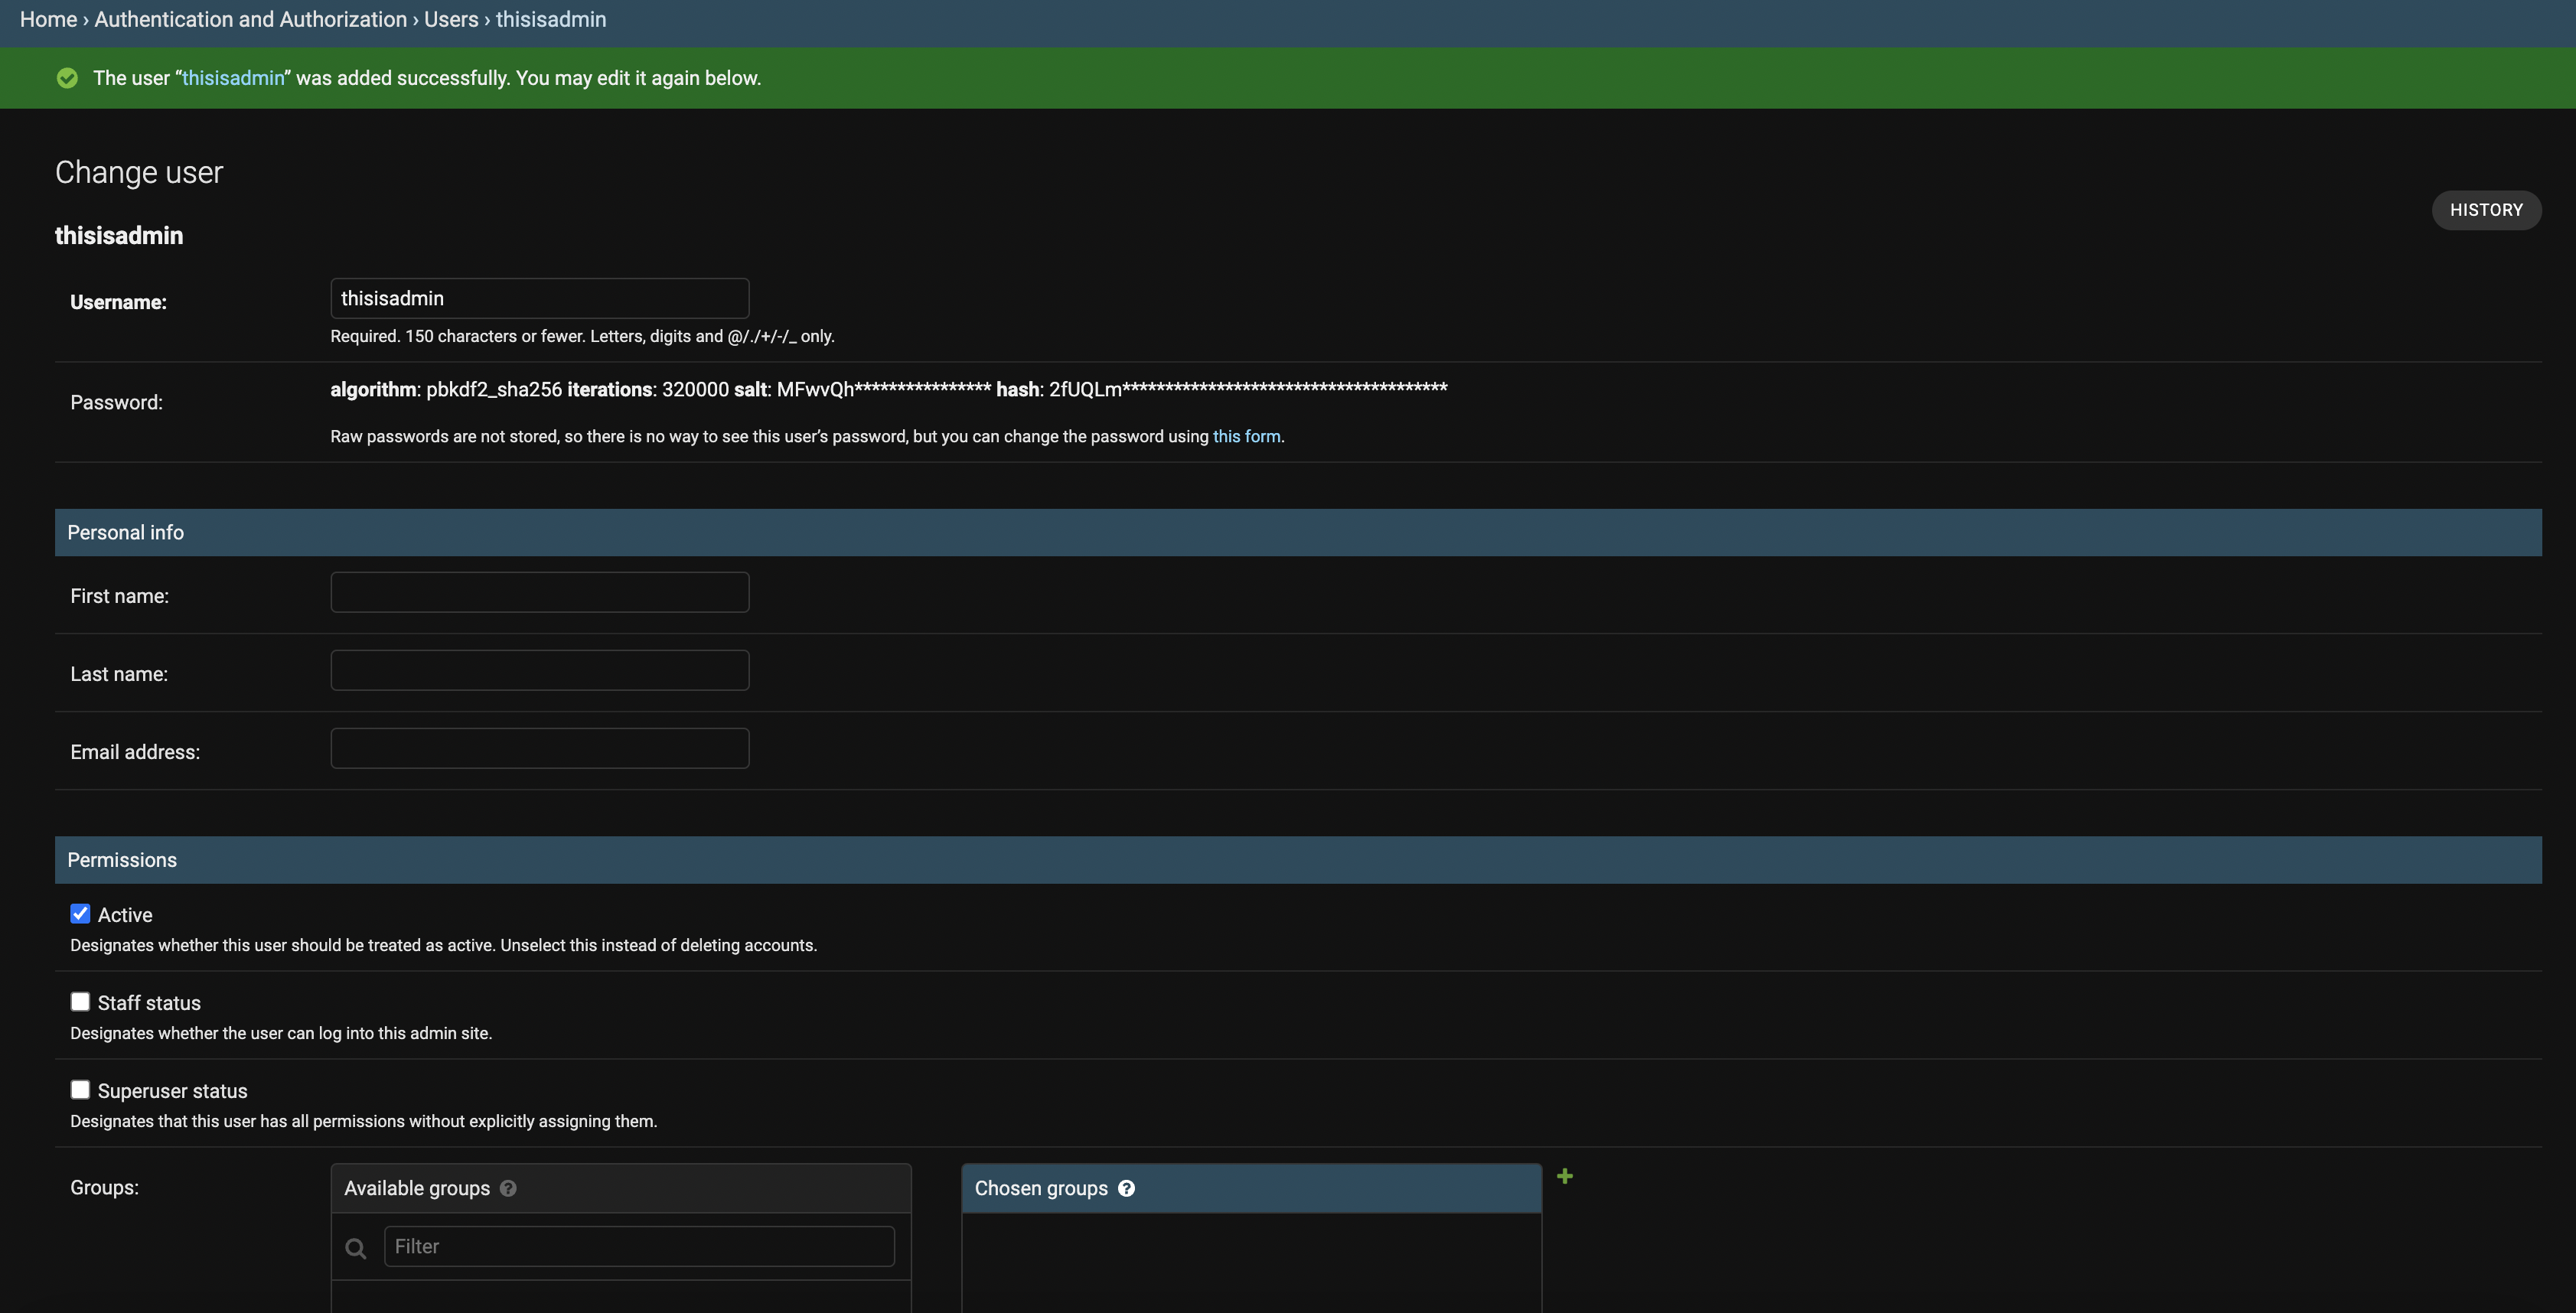 Home › Authentication and Authorization › Users › thisisadmin
The user “thisisadmin” was added successfully. You may edit it again below.
Change user
HISTORY
thisisadmin
Username: thisisadmin
Required. 150 characters or fewer. Letters, digits and @/./+/-/_ only.
Password: algorithm: pbkdf2_sha256 iterations: 320000 salt: MFwvQh**************** hash: 2fUQLm**************************************
Raw passwords are not stored, so there is no way to see this user’s password, but you can change the password using this form.
Personal info
First name:
Last name:
Email address:
Permissions
Active
Designates whether this user should be treated as active. Unselect this instead of deleting accounts.
Staff status
Designates whether the user can log into this admin site.
Superuser status
Designates that this user has all permissions without explicitly assigning them.
Groups: Available groups ? Chosen groups ?
Filter